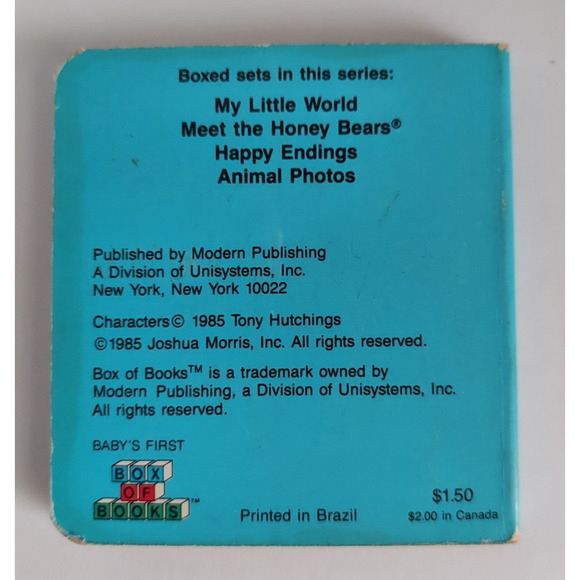 Boxed sets in this series:
My Little World
Meet the Honey Bears®
Happy Endings
Animal Photos
Published by Modern Publishing
A Division of Unisystems, Inc.
New York, New York 10022
Characters© 1985 Tony Hutchings
©1985 Joshua Morris, Inc. All rights reserved.
Box of Books™ is a trademark owned by
Modern Publishing, a Division of Unisystems, Inc.
All rights reserved.
BABY'S FIRST
BOX
OF
BOOKS™
Printed in Brazil
$1.50
$2.00 in Canada